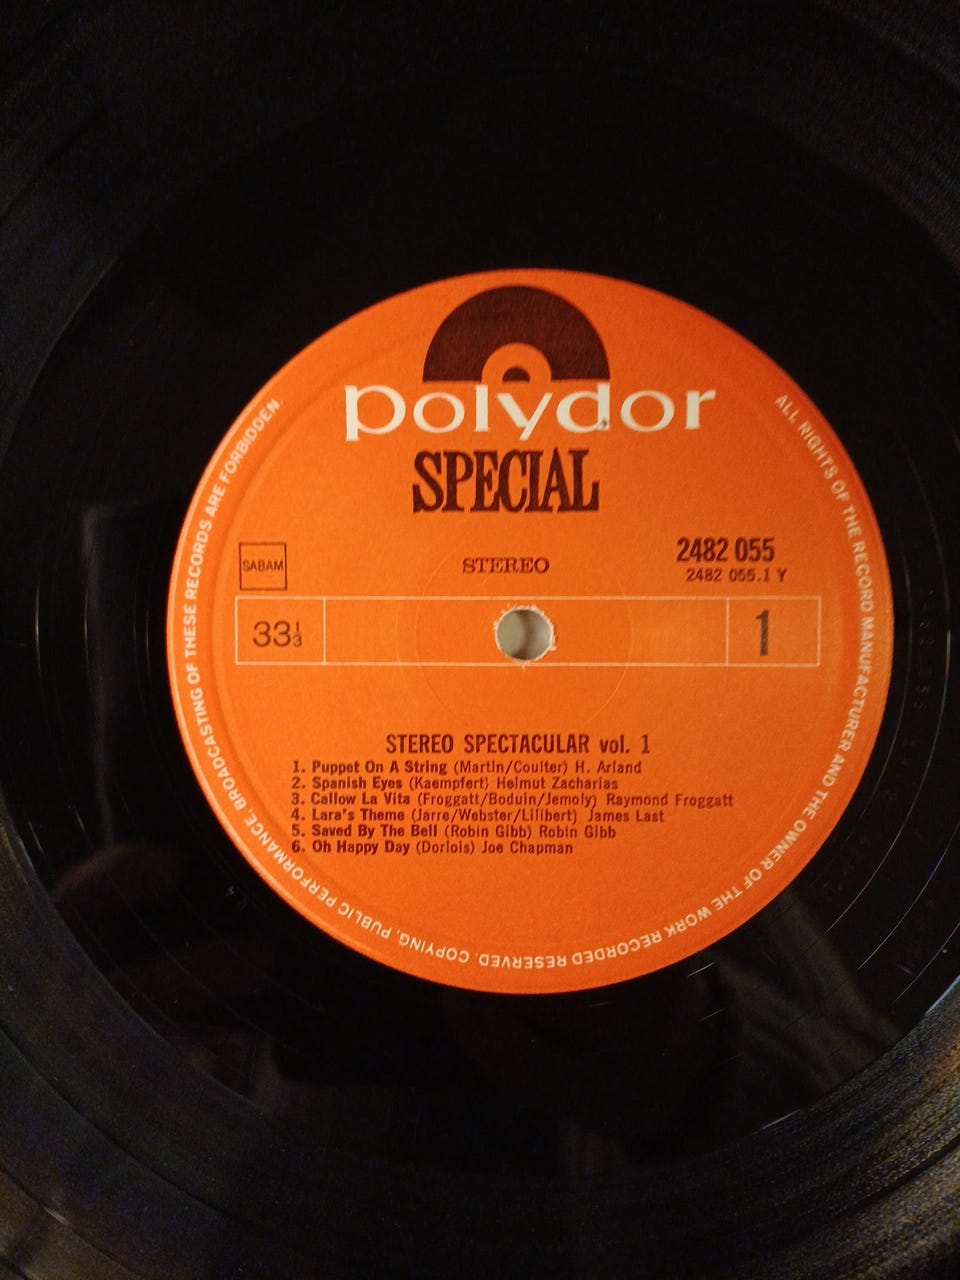 polydor
SPECIAL
SABAM
STEREO
2482 055
2482 055.1 Y
33⅓
1
STEREO SPECTACULAR vol. 1
1. Puppet On A String (Martin/Coulter) H. Arland
2. Spanish Eyes (Kaempfert) Helmut Zacharias
3. Callow La Vita (Froggatt/Boduin/Jemoly) Raymond Froggatt
4. Lara's Theme (Jarre/Webster/Lilibert) James Last
5. Saved By The Bell (Robin Gibb) Robin Gibb
6. Oh Happy Day (Dorlois) Joe Chapman
ALL RIGHTS OF THE RECORD MANUFACTURER AND THE OWNER OF THE WORK RECORDED RESERVED. COPYING, PUBLIC PERFORMANCE, BROADCASTING OF THESE RECORDS ARE FORBIDDEN.